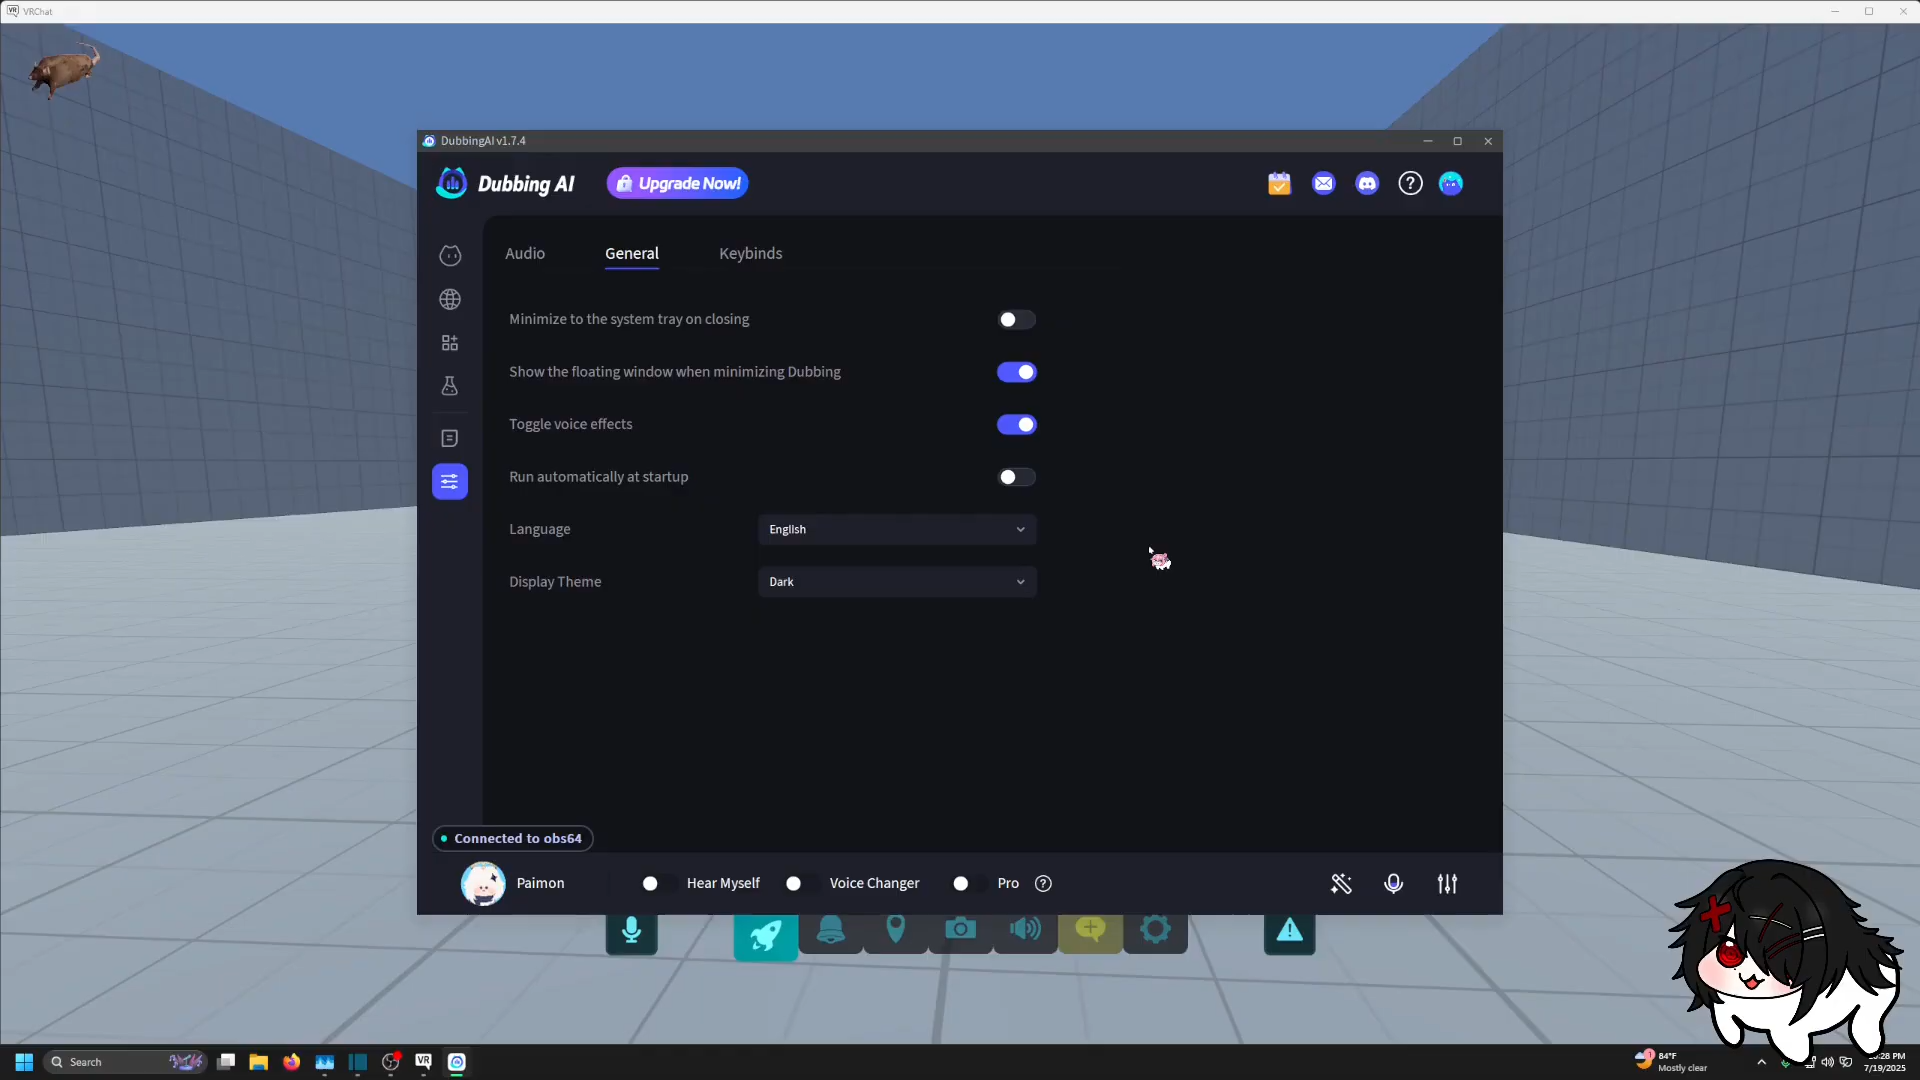 VRChat
DubbingAI v1.7.4
Dubbing AI
Upgrade Now!
Audio
General
Keybinds
Minimize to the system tray on closing
Show the floating window when minimizing Dubbing
Toggle voice effects
Run automatically at startup
Language
English
Display Theme
Dark
Connected to obs64
Paimon
Hear Myself
Voice Changer
Pro
Search
84°F
Mostly clear
:28 PM
7/19/2025